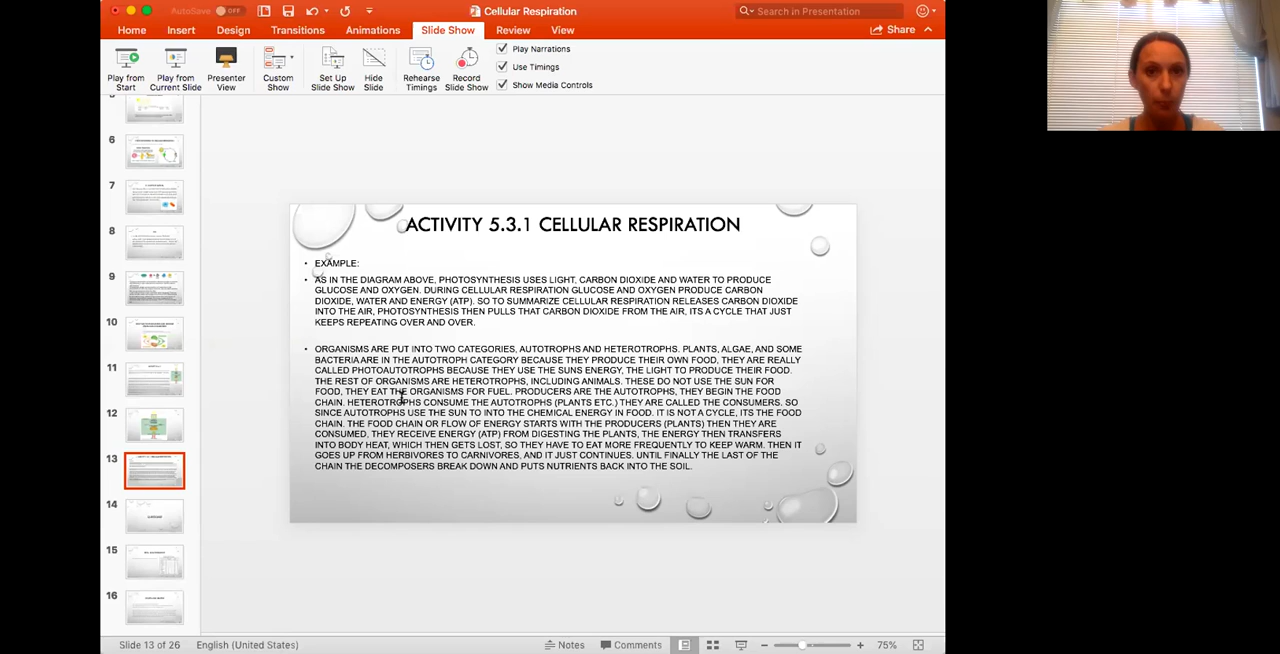 AutoSave OFF
Cellular Respiration
Search in Presentation
Home Insert Design Transitions Animations Slide Show Review View
Share
Play from Start
Play from Current Slide
Presenter View
Custom Show
Set Up Slide Show
Hide Slide
Rehearse Timings
Record Slide Show
Play Narrations
Use Timings
Show Media Controls
6
7
8
9
10
11
12
13
14
15
16
ACTIVITY 5.3.1 CELLULAR RESPIRATION
• EXAMPLE:
• AS IN THE DIAGRAM ABOVE, PHOTOSYNTHESIS USES LIGHT, CARBON DIOXIDE AND WATER TO PRODUCE
GLUCOSE AND OXYGEN. DURING CELLULAR RESPIRATION GLUCOSE AND OXYGEN PRODUCE CARBON
DIOXIDE, WATER AND ENERGY (ATP). SO TO SUMMARIZE CELLULAR RESPIRATION RELEASES CARBON DIOXIDE
INTO THE AIR, PHOTOSYNTHESIS THEN PULLS THAT CARBON DIOXIDE FROM THE AIR, ITS A CYCLE THAT JUST
KEEPS REPEATING OVER AND OVER.
• ORGANISMS ARE PUT INTO TWO CATEGORIES, AUTOTROPHS AND HETEROTROPHS. PLANTS, ALGAE, AND SOME
BACTERIA ARE IN THE AUTOTROPH CATEGORY BECAUSE THEY PRODUCE THEIR OWN FOOD, THEY ARE REALLY
CALLED PHOTOAUTOTROPHS BECAUSE THEY USE THE SUNS ENERGY, THE LIGHT TO PRODUCE THEIR FOOD.
THE REST OF ORGANISMS ARE HETEROTROPHS, INCLUDING ANIMALS. THESE DO NOT USE THE SUN FOR
FOOD, THEY EAT THE ORGANISMS FOR FUEL. PRODUCERS ARE THE AUTOTROPHS, THEY BEGIN THE FOOD
CHAIN. HETEROTROPHS CONSUME THE AUTOTROPHS (PLANTS ETC.) THEY ARE CALLED THE CONSUMERS. SO
SINCE AUTOTROPHS USE THE SUN TO INTO THE CHEMICAL ENERGY IN FOOD. IT IS NOT A CYCLE, ITS THE FOOD
CHAIN. THE FOOD CHAIN OR FLOW OF ENERGY STARTS WITH THE PRODUCERS (PLANTS) THEN THEY ARE
CONSUMED, THEY RECEIVE ENERGY (ATP) FROM DIGESTING THE PLANTS, THE ENERGY THEN TRANSFERS
INTO BODY HEAT, WHICH THEN GETS LOST, SO THEY HAVE TO EAT MORE FREQUENTLY TO KEEP WARM. THEN IT
GOES UP FROM HERBIVORES TO CARNIVORES, AND IT JUST CONTINUES. UNTIL FINALLY THE LAST OF THE
CHAIN THE DECOMPOSERS BREAK DOWN AND PUTS NUTRIENTS BACK INTO THE SOIL.
Slide 13 of 26 English (United States) Notes Comments 75%